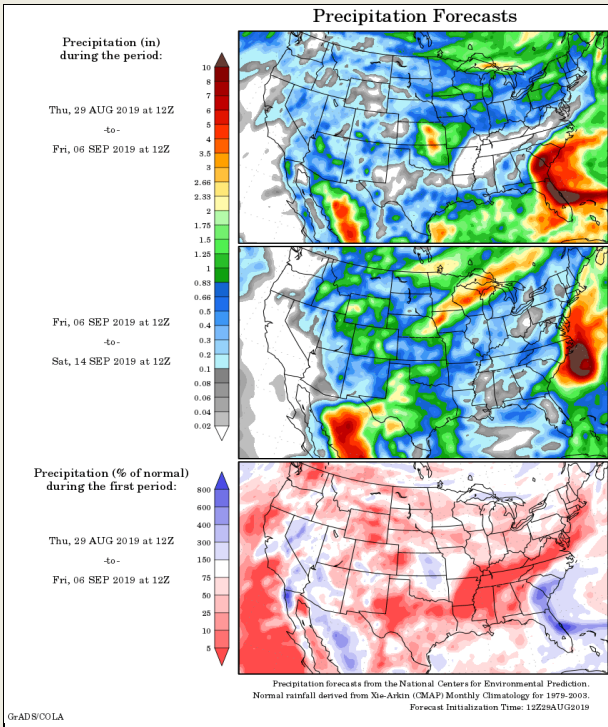 Precipitation Forecasts
Precipitation (in)
during the period:
Thu, 29 AUG 2019 at 12Z
-to-
Fri, 06 SEP 2019 at 12Z
10
8
7
6
5
4
3.5
3
2.66
2.33
2
1.75
1.5
1.25
1
0.83
0.66
0.5
0.4
0.3
0.2
0.1
0.08
0.06
0.04
0.02
Fri, 06 SEP 2019 at 12Z
-to-
Sat, 14 SEP 2019 at 12Z
Precipitation (% of normal)
during the first period:
Thu, 29 AUG 2019 at 12Z
-to-
Fri, 06 SEP 2019 at 12Z
800
600
400
300
150
75
50
25
10
5
Precipitation forecasts from the National Centers for Environmental Prediction.
Normal rainfall derived from Xie-Arkin (CMAP) Monthly Climatology for 1979-2003.
Forecast Initialization Time: 12Z29AUG2019
GrADS/COLA